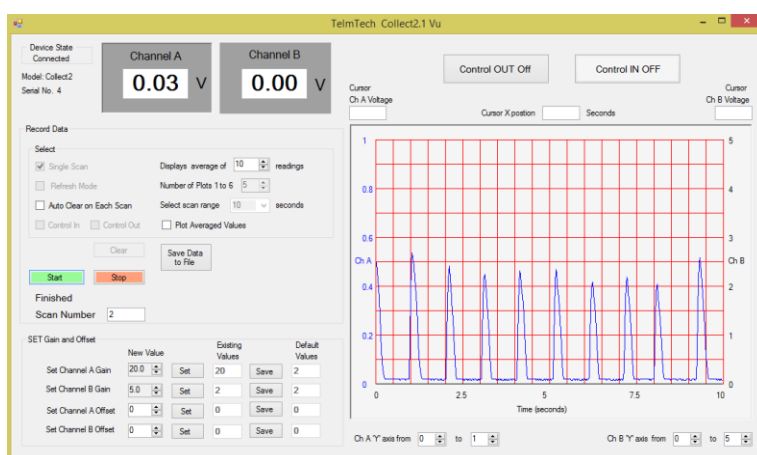 TelmTech Collect2.1 Vu
Device State
Connected
Model: Collect2
Serial No. 4
Channel A
0.03 V
Channel B
0.00 V
Control OUT Off
Control IN OFF
Cursor
Ch A Voltage
Cursor X postion
Seconds
Cursor
Ch B Voltage
Record Data
Select
Single Scan
Displays average of 10 readings
Refresh Mode
Number of Plots 1 to 6 5
Auto Clear on Each Scan
Select scan range 10 seconds
Control In
Control Out
Plot Averaged Values
Clear
Save Data
to File
Start
Stop
Finished
Scan Number 2
SET Gain and Offset
New Value
Existing
Values
Default
Values
Set Channel A Gain 20.0 Set 20 Save 2
Set Channel B Gain 5.0 Set 2 Save 2
Set Channel A Offset 0 Set 0 Save 0
Set Channel B Offset 0 Set 0 Save 0
1
0.8
0.6
Ch A
0.4
0.2
0
5
4
3
Ch B
2
1
0
0 2.5 5 7.5 10
Time (seconds)
Ch A 'Y' axis from 0 to 1
Ch B 'Y' axis from 0 to 5